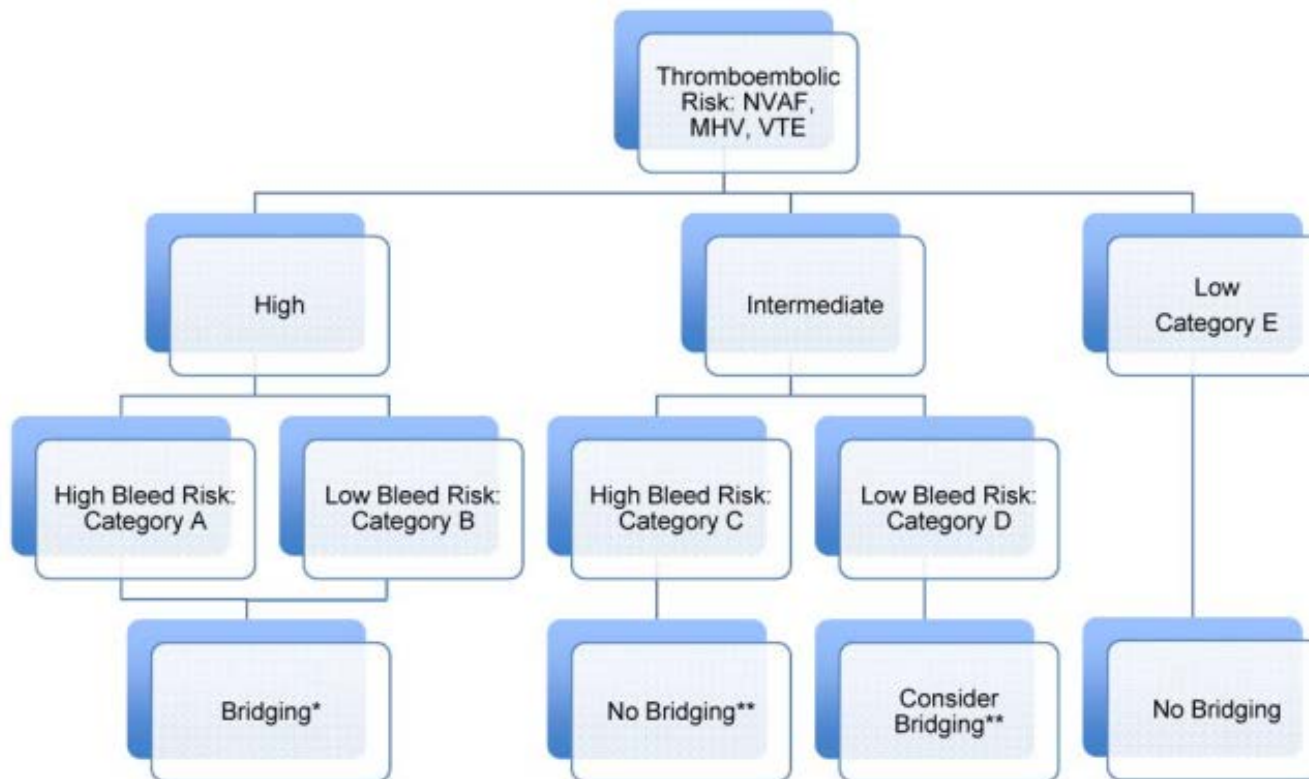 Thromboembolic
Risk: NVAF,
MHV, VTE
High
Intermediate
Low
Category E
High Bleed Risk:
Category A
Low Bleed Risk:
Category B
High Bleed Risk:
Category C
Low Bleed Risk:
Category D
Bridging*
No Bridging**
Consider
Bridging**
No Bridging